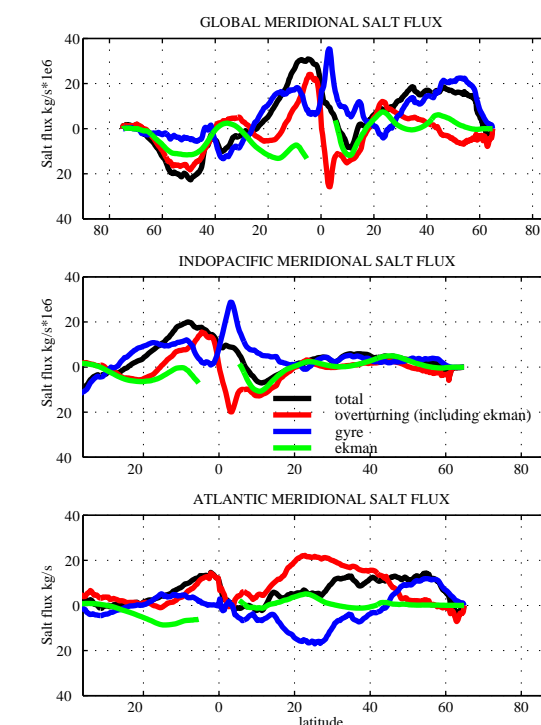 GLOBAL MERIDIONAL SALT FLUX
Salt flux kg/s*1e6
40
20
0
20
40
80 60 40 20 0 20 40 60 80
INDOPACIFIC MERIDIONAL SALT FLUX
Salt flux kg/s*1e6
40
20
0
20
40
total
overturning (including ekman)
gyre
ekman
20 0 20 40 60 80
ATLANTIC MERIDIONAL SALT FLUX
Salt flux kg/s
40
20
0
20
40
20 0 20 40 60 80
latitude